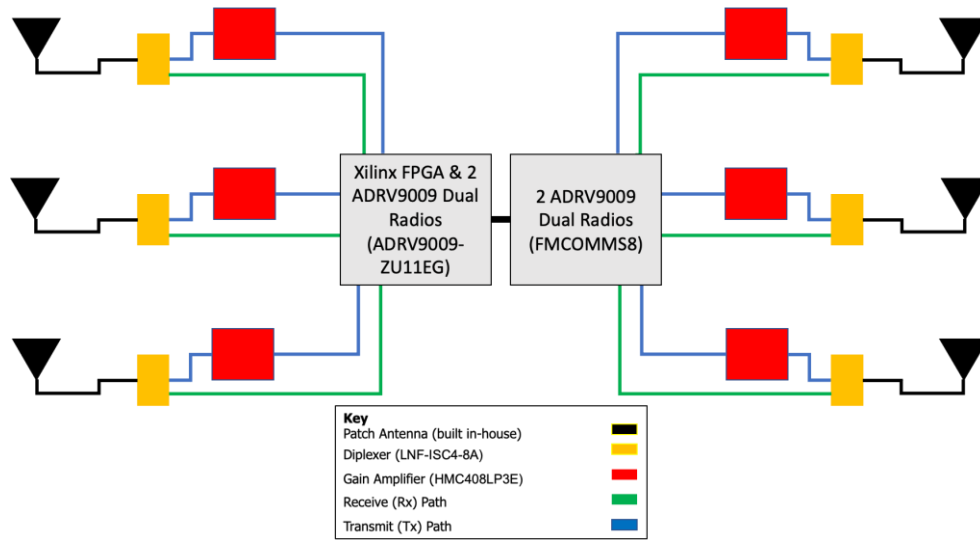 Xilinx FPGA & 2
ADRV9009 Dual
Radios
(ADRV9009-
ZU11EG)
2 ADRV9009
Dual Radios
(FMCOMMS8)
Key
Patch Antenna (built in-house)
Diplexer (LNF-ISC4-8A)
Gain Amplifier (HMC408LP3E)
Receive (Rx) Path
Transmit (Tx) Path